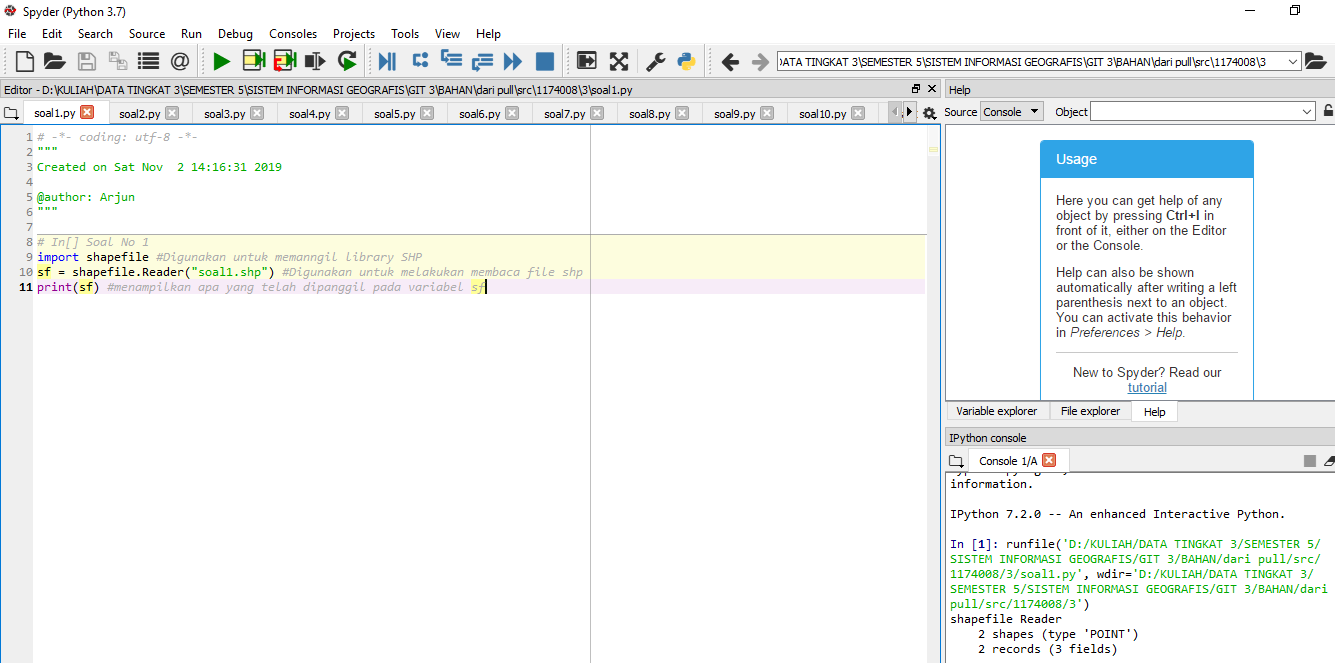 Spyder (Python 3.7)
File Edit Search Source Run Debug Consoles Projects Tools View Help
)ATA TINGKAT 3\SEMESTER 5\SISTEM INFORMASI GEOGRAFIS\GIT 3\BAHAN\dari pull\src\1174008\3
Editor - D:\KULIAH\DATA TINGKAT 3\SEMESTER 5\SISTEM INFORMASI GEOGRAFIS\GIT 3\BAHAN\dari pull\src\1174008\3\soal1.py
soal1.py soal2.py soal3.py soal4.py soal5.py soal6.py soal7.py soal8.py soal9.py soal10.py
1 # -*- coding: utf-8 -*-
2 """
3 Created on Sat Nov  2 14:16:31 2019
4
5 @author: Arjun
6 """
7
8 # In[] Soal No 1
9 import shapefile #Digunakan untuk memanngil library SHP
10 sf = shapefile.Reader("soal1.shp") #Digunakan untuk melakukan membaca file shp
11 print(sf) #menampilkan apa yang telah dipanggil pada variabel sf
Help
Source Console Object
Usage
Here you can get help of any
object by pressing Ctrl+I in
front of it, either on the Editor
or the Console.
Help can also be shown
automatically after writing a left
parenthesis next to an object.
You can activate this behavior
in Preferences > Help.
New to Spyder? Read our
tutorial
Variable explorer File explorer Help
IPython console
Console 1/A
information.
IPython 7.2.0 -- An enhanced Interactive Python.
In [1]: runfile('D:/KULIAH/DATA TINGKAT 3/SEMESTER 5/
SISTEM INFORMASI GEOGRAFIS/GIT 3/BAHAN/dari pull/src/
1174008/3/soal1.py', wdir='D:/KULIAH/DATA TINGKAT 3/
SEMESTER 5/SISTEM INFORMASI GEOGRAFIS/GIT 3/BAHAN/dari
pull/src/1174008/3')
shapefile Reader
    2 shapes (type 'POINT')
    2 records (3 fields)